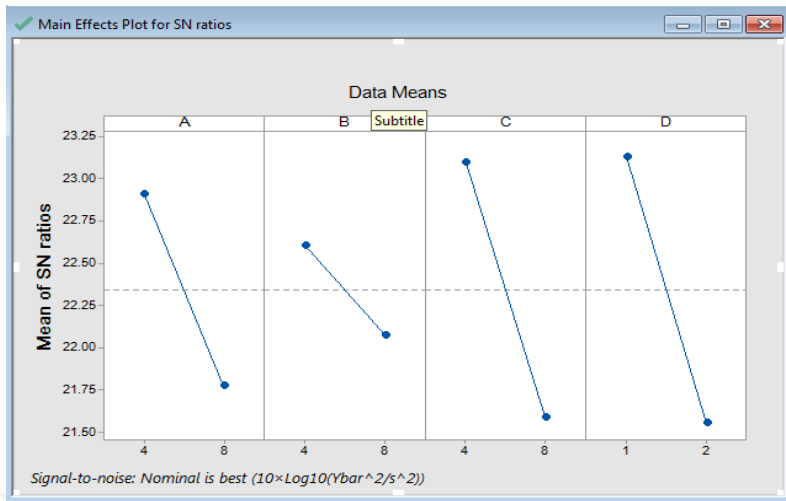 Main Effects Plot for SN ratios
Data Means
A B Subtitle C D
Mean of SN ratios
23.25
23.00
22.75
22.50
22.25
22.00
21.75
21.50
4 8 4 8 4 8 1 2
Signal-to-noise: Nominal is best (10×Log10(Ybar^2/s^2))